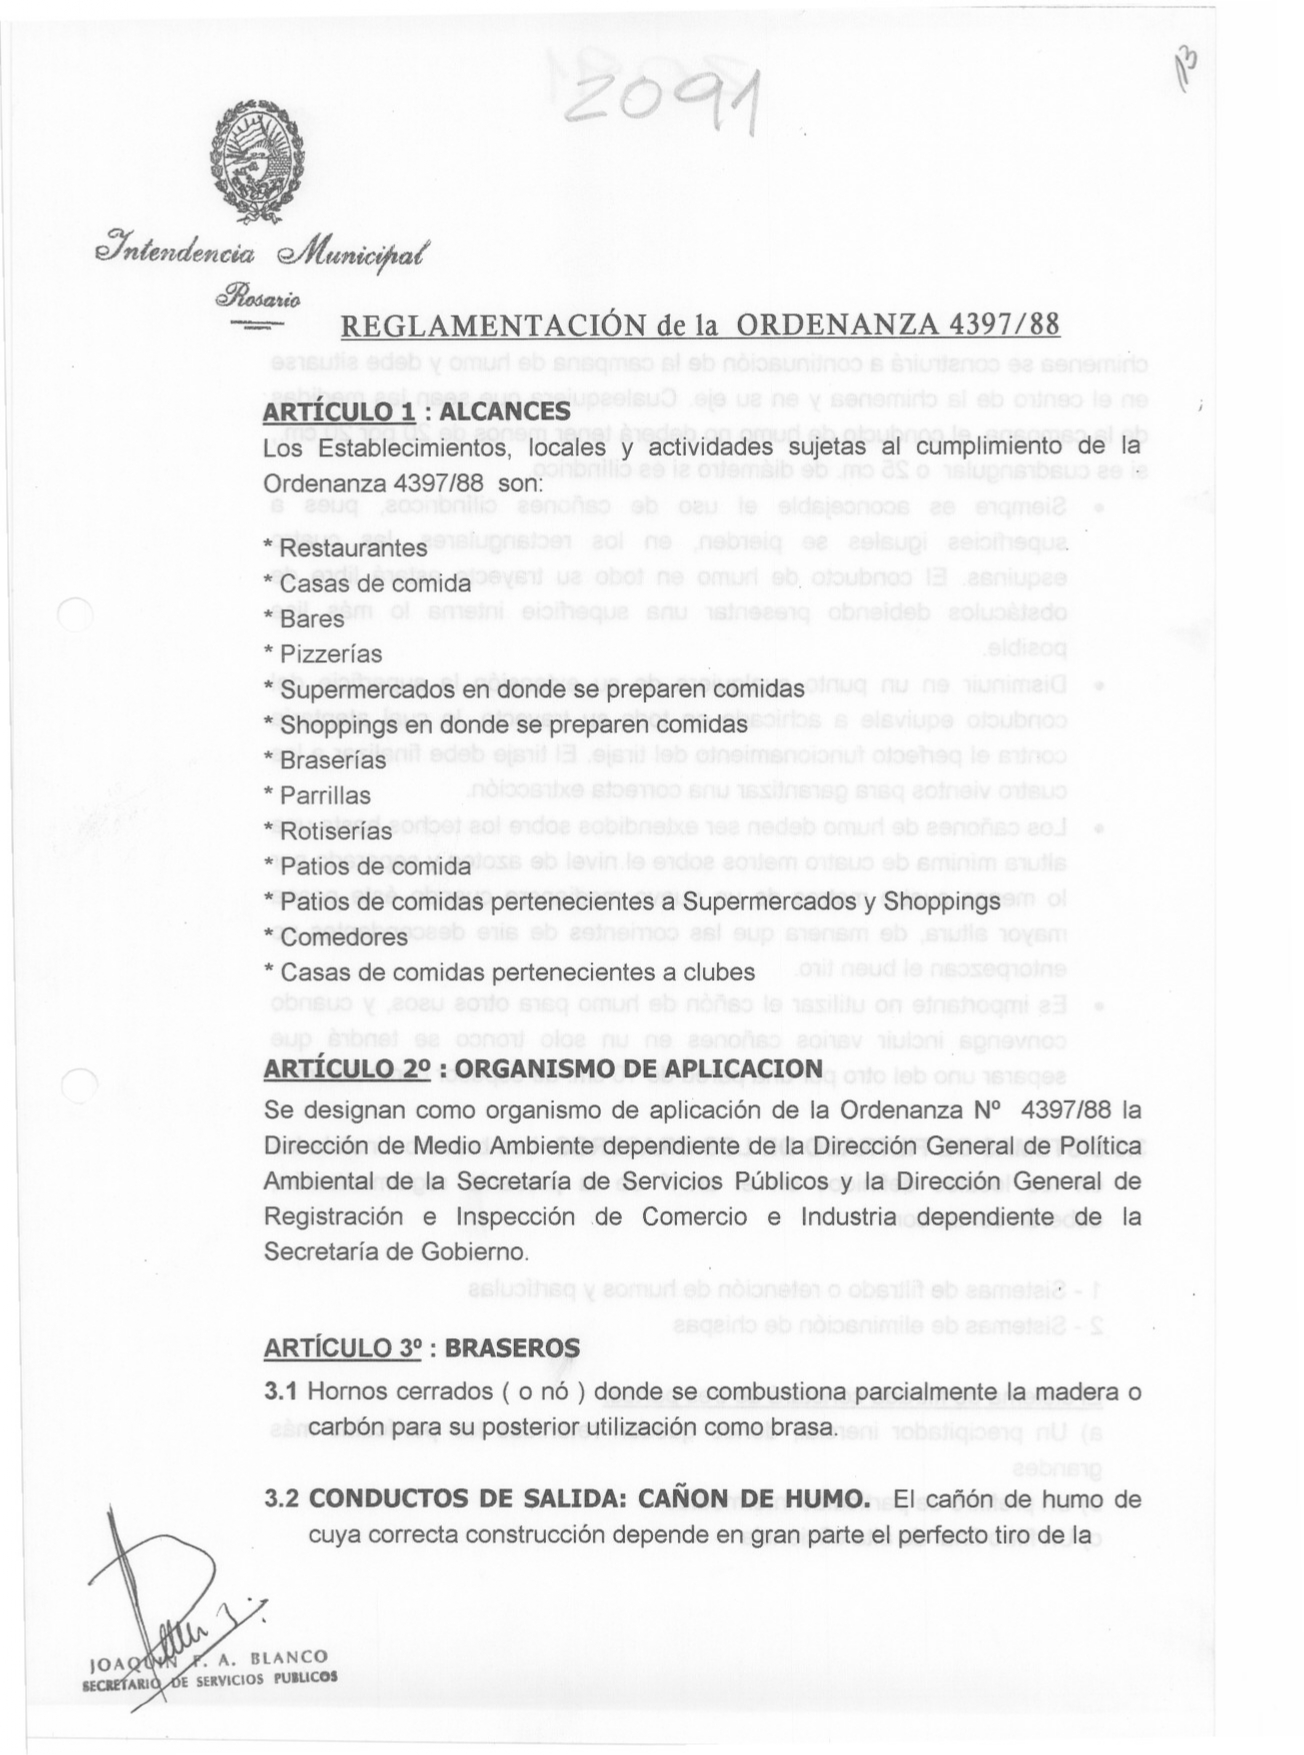 2091
13
Intendencia Municipal
Rosario
REGLAMENTACIÓN de la ORDENANZA 4397/88
ARTÍCULO 1 : ALCANCES
Los Establecimientos, locales y actividades sujetas al cumplimiento de la
Ordenanza 4397/88 son:
* Restaurantes
* Casas de comida
* Bares
* Pizzerías
* Supermercados en donde se preparen comidas
* Shoppings en donde se preparen comidas
* Braserías
* Parrillas
* Rotiserías
* Patios de comida
* Patios de comidas pertenecientes a Supermercados y Shoppings
* Comedores
* Casas de comidas pertenecientes a clubes
ARTÍCULO 2º : ORGANISMO DE APLICACION
Se designan como organismo de aplicación de la Ordenanza Nº 4397/88 la
Dirección de Medio Ambiente dependiente de la Dirección General de Política
Ambiental de la Secretaría de Servicios Públicos y la Dirección General de
Registración e Inspección de Comercio e Industria dependiente de la
Secretaría de Gobierno.
ARTÍCULO 3º : BRASEROS
3.1 Hornos cerrados ( o nó ) donde se combustiona parcialmente la madera o
carbón para su posterior utilización como brasa.
3.2 CONDUCTOS DE SALIDA: CAÑON DE HUMO. El cañón de humo de
cuya correcta construcción depende en gran parte el perfecto tiro de la
JOAQUIN F. A. BLANCO
SECRETARIO DE SERVICIOS PUBLICOS